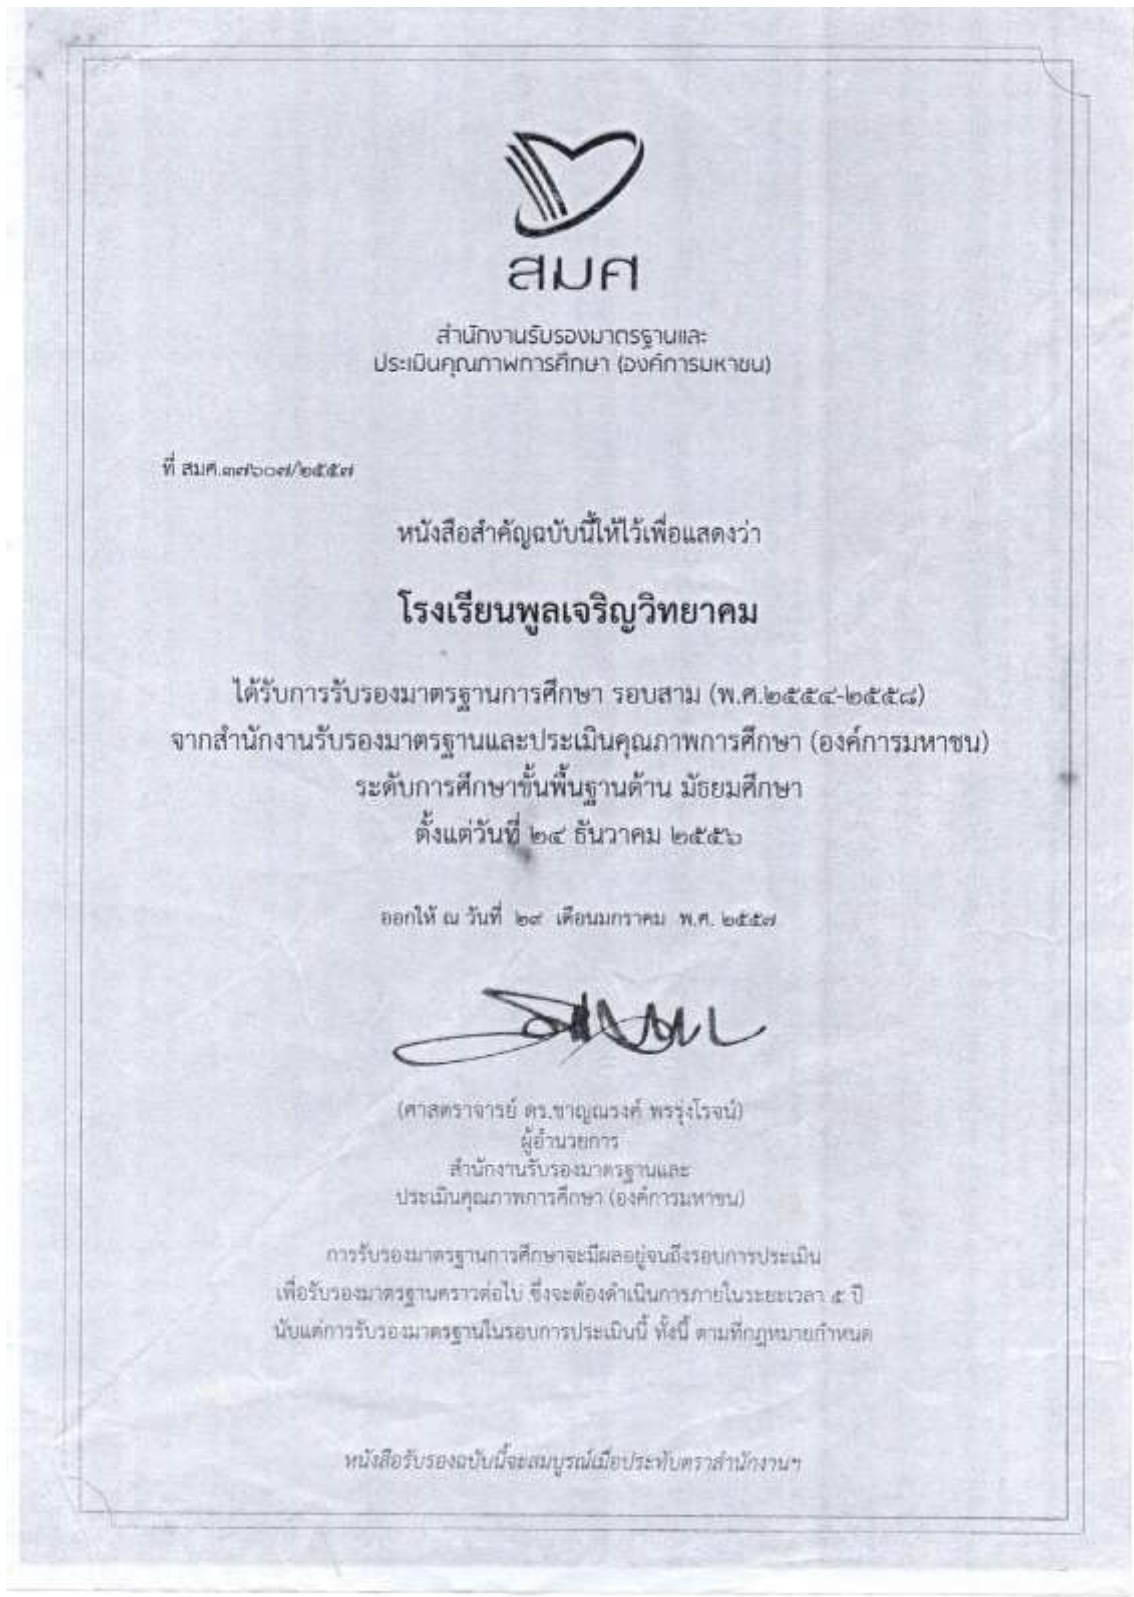 สมศ
สำนักงานรับรองมาตรฐานและ
ประเมินคุณภาพการศึกษา (องค์การมหาชน)
ที่ สมศ.๓๗๖๐๗/๒๕๕๗
หนังสือสำคัญฉบับนี้ให้ไว้เพื่อแสดงว่า
โรงเรียนพูลเจริญวิทยาคม
ได้รับการรับรองมาตรฐานการศึกษา รอบสาม (พ.ศ.๒๕๕๔-๒๕๕๘)
จากสำนักงานรับรองมาตรฐานและประเมินคุณภาพการศึกษา (องค์การมหาชน)
ระดับการศึกษาขั้นพื้นฐานด้าน มัธยมศึกษา
ตั้งแต่วันที่ ๒๔ ธันวาคม ๒๕๕๖
ออกให้ ณ วันที่ ๒๙ เดือนมกราคม พ.ศ. ๒๕๕๗
(ศาสตราจารย์ ดร.ชาญณรงค์ พรรุ่งโรจน์)
ผู้อำนวยการ
สำนักงานรับรองมาตรฐานและ
ประเมินคุณภาพการศึกษา (องค์การมหาชน)
การรับรองมาตรฐานการศึกษาจะมีผลอยู่จนถึงรอบการประเมิน
เพื่อรับรองมาตรฐานคราวต่อไป ซึ่งจะต้องดำเนินการภายในระยะเวลา ๕ ปี
นับแต่การรับรองมาตรฐานในรอบการประเมินนี้ ทั้งนี้ ตามที่กฎหมายกำหนด
หนังสือรับรองฉบับนี้จะสมบูรณ์เมื่อประทับตราสำนักงานฯ